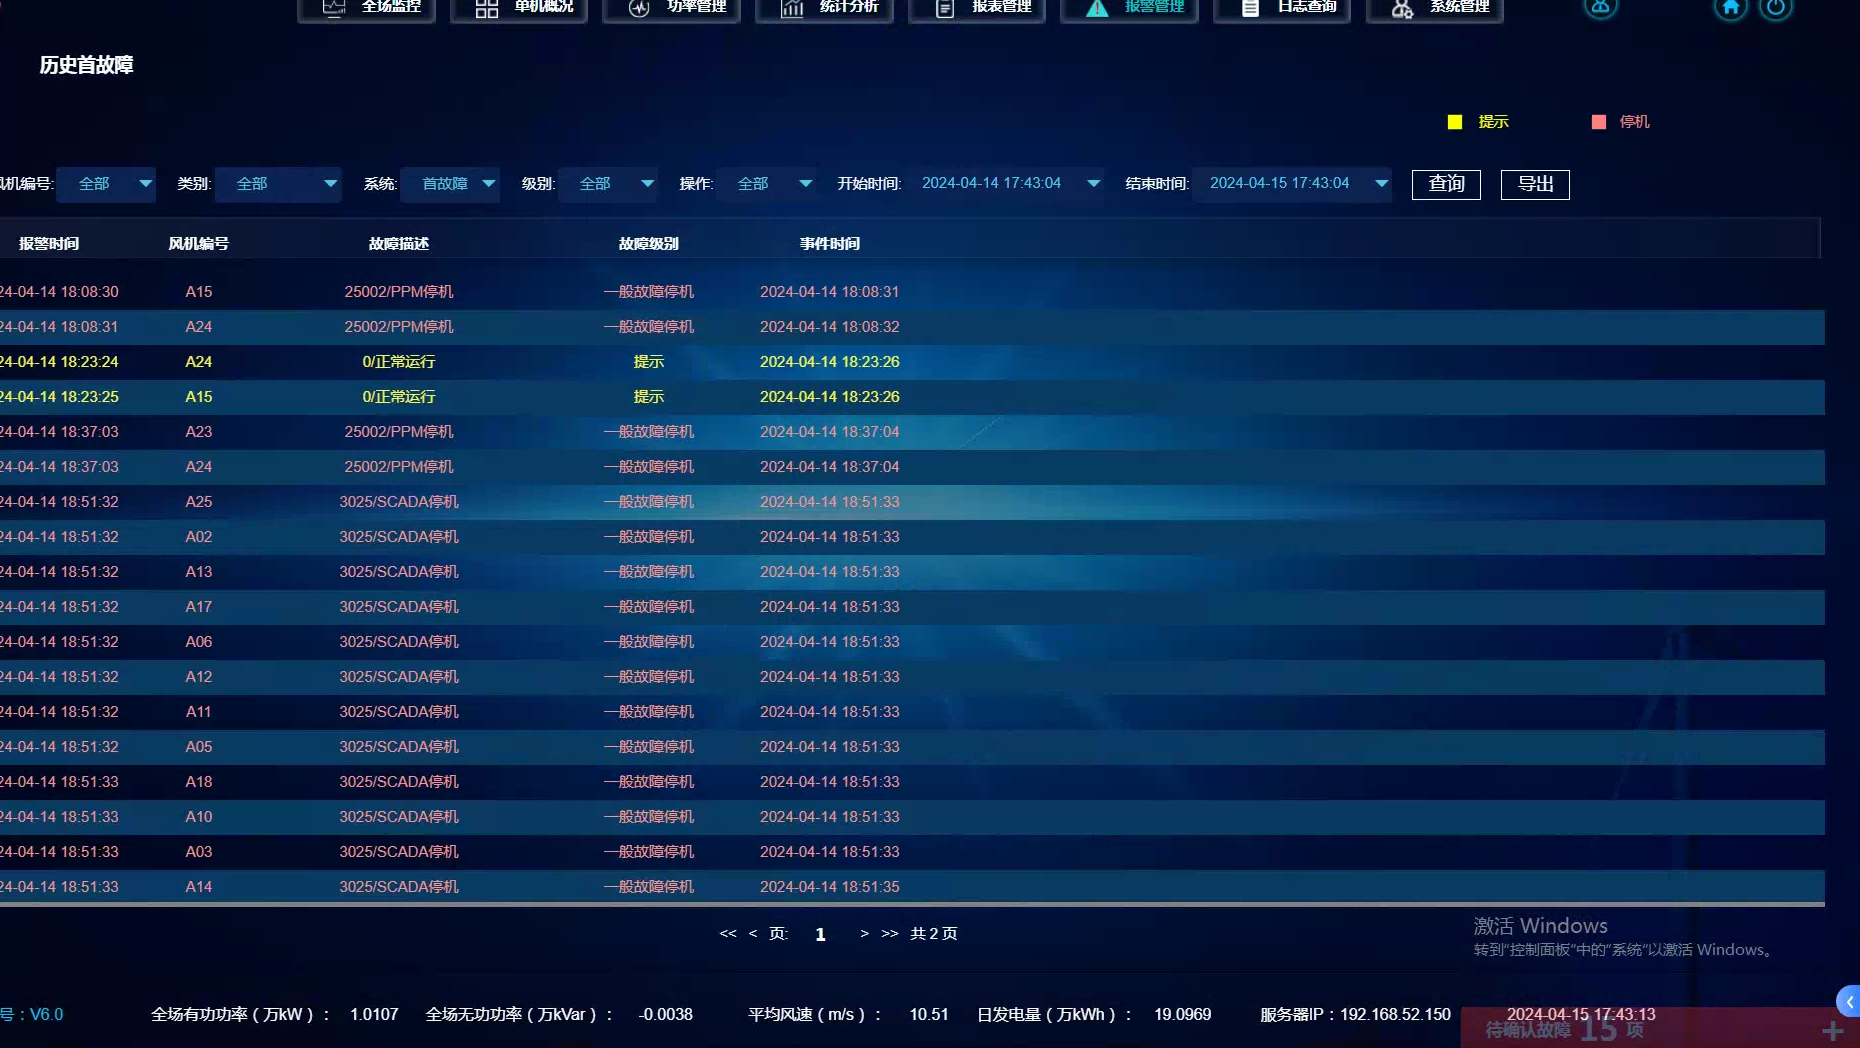 全场监控 单机概况 功率管理 统计分析 报表管理 报警管理 日志查询 系统管理
历史首故障
提示 停机
风机编号: 全部 类别: 全部 系统: 首故障 级别: 全部 操作: 全部 开始时间: 2024-04-14 17:43:04 结束时间: 2024-04-15 17:43:04 查询 导出
报警时间 风机编号 故障描述 故障级别 事件时间
24-04-14 18:08:30 A15 25002/PPM停机 一般故障停机 2024-04-14 18:08:31
24-04-14 18:08:31 A24 25002/PPM停机 一般故障停机 2024-04-14 18:08:32
24-04-14 18:23:24 A24 0/正常运行 提示 2024-04-14 18:23:26
24-04-14 18:23:25 A15 0/正常运行 提示 2024-04-14 18:23:26
24-04-14 18:37:03 A23 25002/PPM停机 一般故障停机 2024-04-14 18:37:04
24-04-14 18:37:03 A24 25002/PPM停机 一般故障停机 2024-04-14 18:37:04
24-04-14 18:51:32 A25 3025/SCADA停机 一般故障停机 2024-04-14 18:51:33
24-04-14 18:51:32 A02 3025/SCADA停机 一般故障停机 2024-04-14 18:51:33
24-04-14 18:51:32 A13 3025/SCADA停机 一般故障停机 2024-04-14 18:51:33
24-04-14 18:51:32 A17 3025/SCADA停机 一般故障停机 2024-04-14 18:51:33
24-04-14 18:51:32 A06 3025/SCADA停机 一般故障停机 2024-04-14 18:51:33
24-04-14 18:51:32 A12 3025/SCADA停机 一般故障停机 2024-04-14 18:51:33
24-04-14 18:51:32 A11 3025/SCADA停机 一般故障停机 2024-04-14 18:51:33
24-04-14 18:51:32 A05 3025/SCADA停机 一般故障停机 2024-04-14 18:51:33
24-04-14 18:51:33 A18 3025/SCADA停机 一般故障停机 2024-04-14 18:51:33
24-04-14 18:51:33 A10 3025/SCADA停机 一般故障停机 2024-04-14 18:51:33
24-04-14 18:51:33 A03 3025/SCADA停机 一般故障停机 2024-04-14 18:51:33
24-04-14 18:51:33 A14 3025/SCADA停机 一般故障停机 2024-04-14 18:51:35
<< < 页: 1 > >> 共 2 页
激活 Windows
转到"控制面板"中的"系统"以激活 Windows。
号：V6.0 全场有功功率（万kW）： 1.0107 全场无功功率（万kVar）： -0.0038 平均风速（m/s）： 10.51 日发电量（万kWh）： 19.0969 服务器IP：192.168.52.150 2024-04-15 17:43:13
待确认故障 15 项